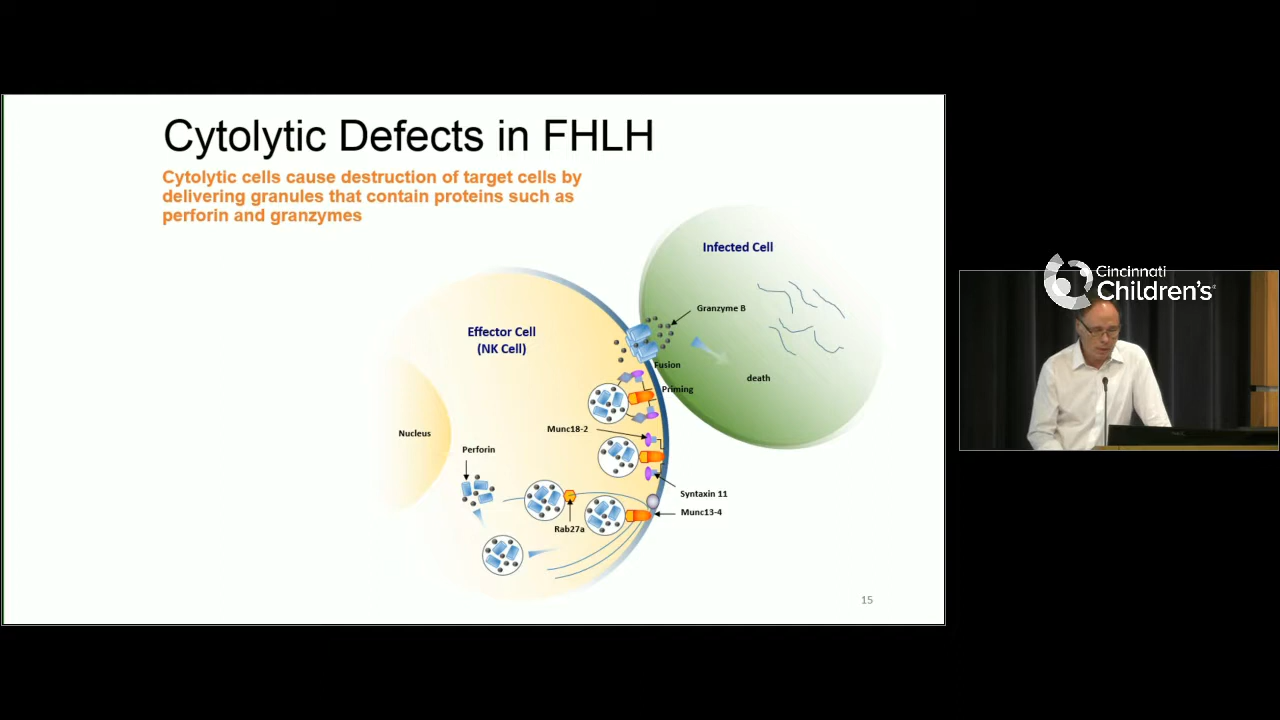 Cytolytic Defects in FHLH
Cytolytic cells cause destruction of target cells by
delivering granules that contain proteins such as
perforin and granzymes
Infected Cell
Granzyme B
Effector Cell
(NK Cell)
Fusion
death
Priming
Munc18-2
Nucleus
Perforin
Syntaxin 11
Munc13-4
Rab27a
15
Cincinnati
Children's